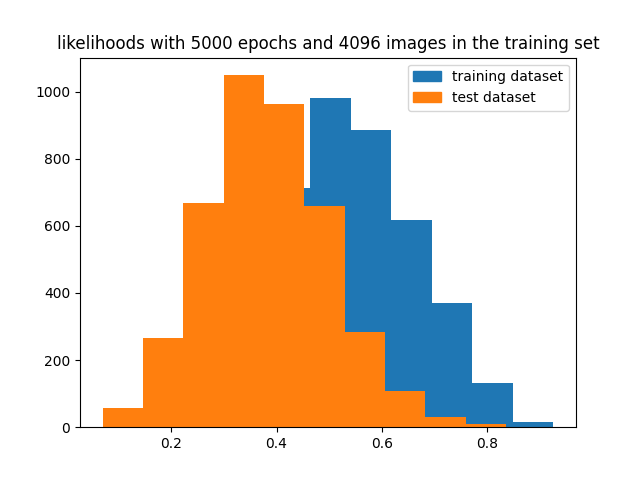 likelihoods with 5000 epochs and 4096 images in the training set
training dataset
test dataset
1000
800
600
400
200
0
0.2 0.4 0.6 0.8